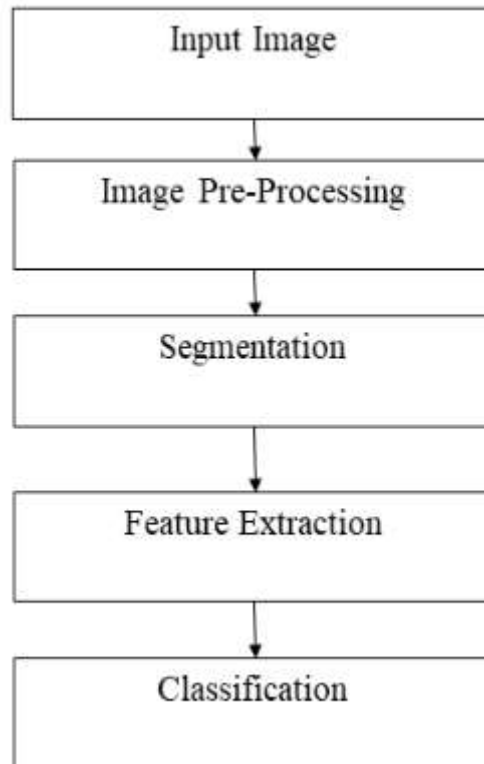 Input Image
Image Pre-Processing
Segmentation
Feature Extraction
Classification